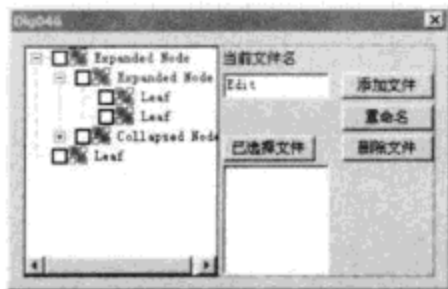 Dlg046
Expanded Node
Expanded Node
Leaf
Leaf
Collapsed Node
Leaf
当前文件名
Edit
添加文件
重命名
已选择文件
删除文件